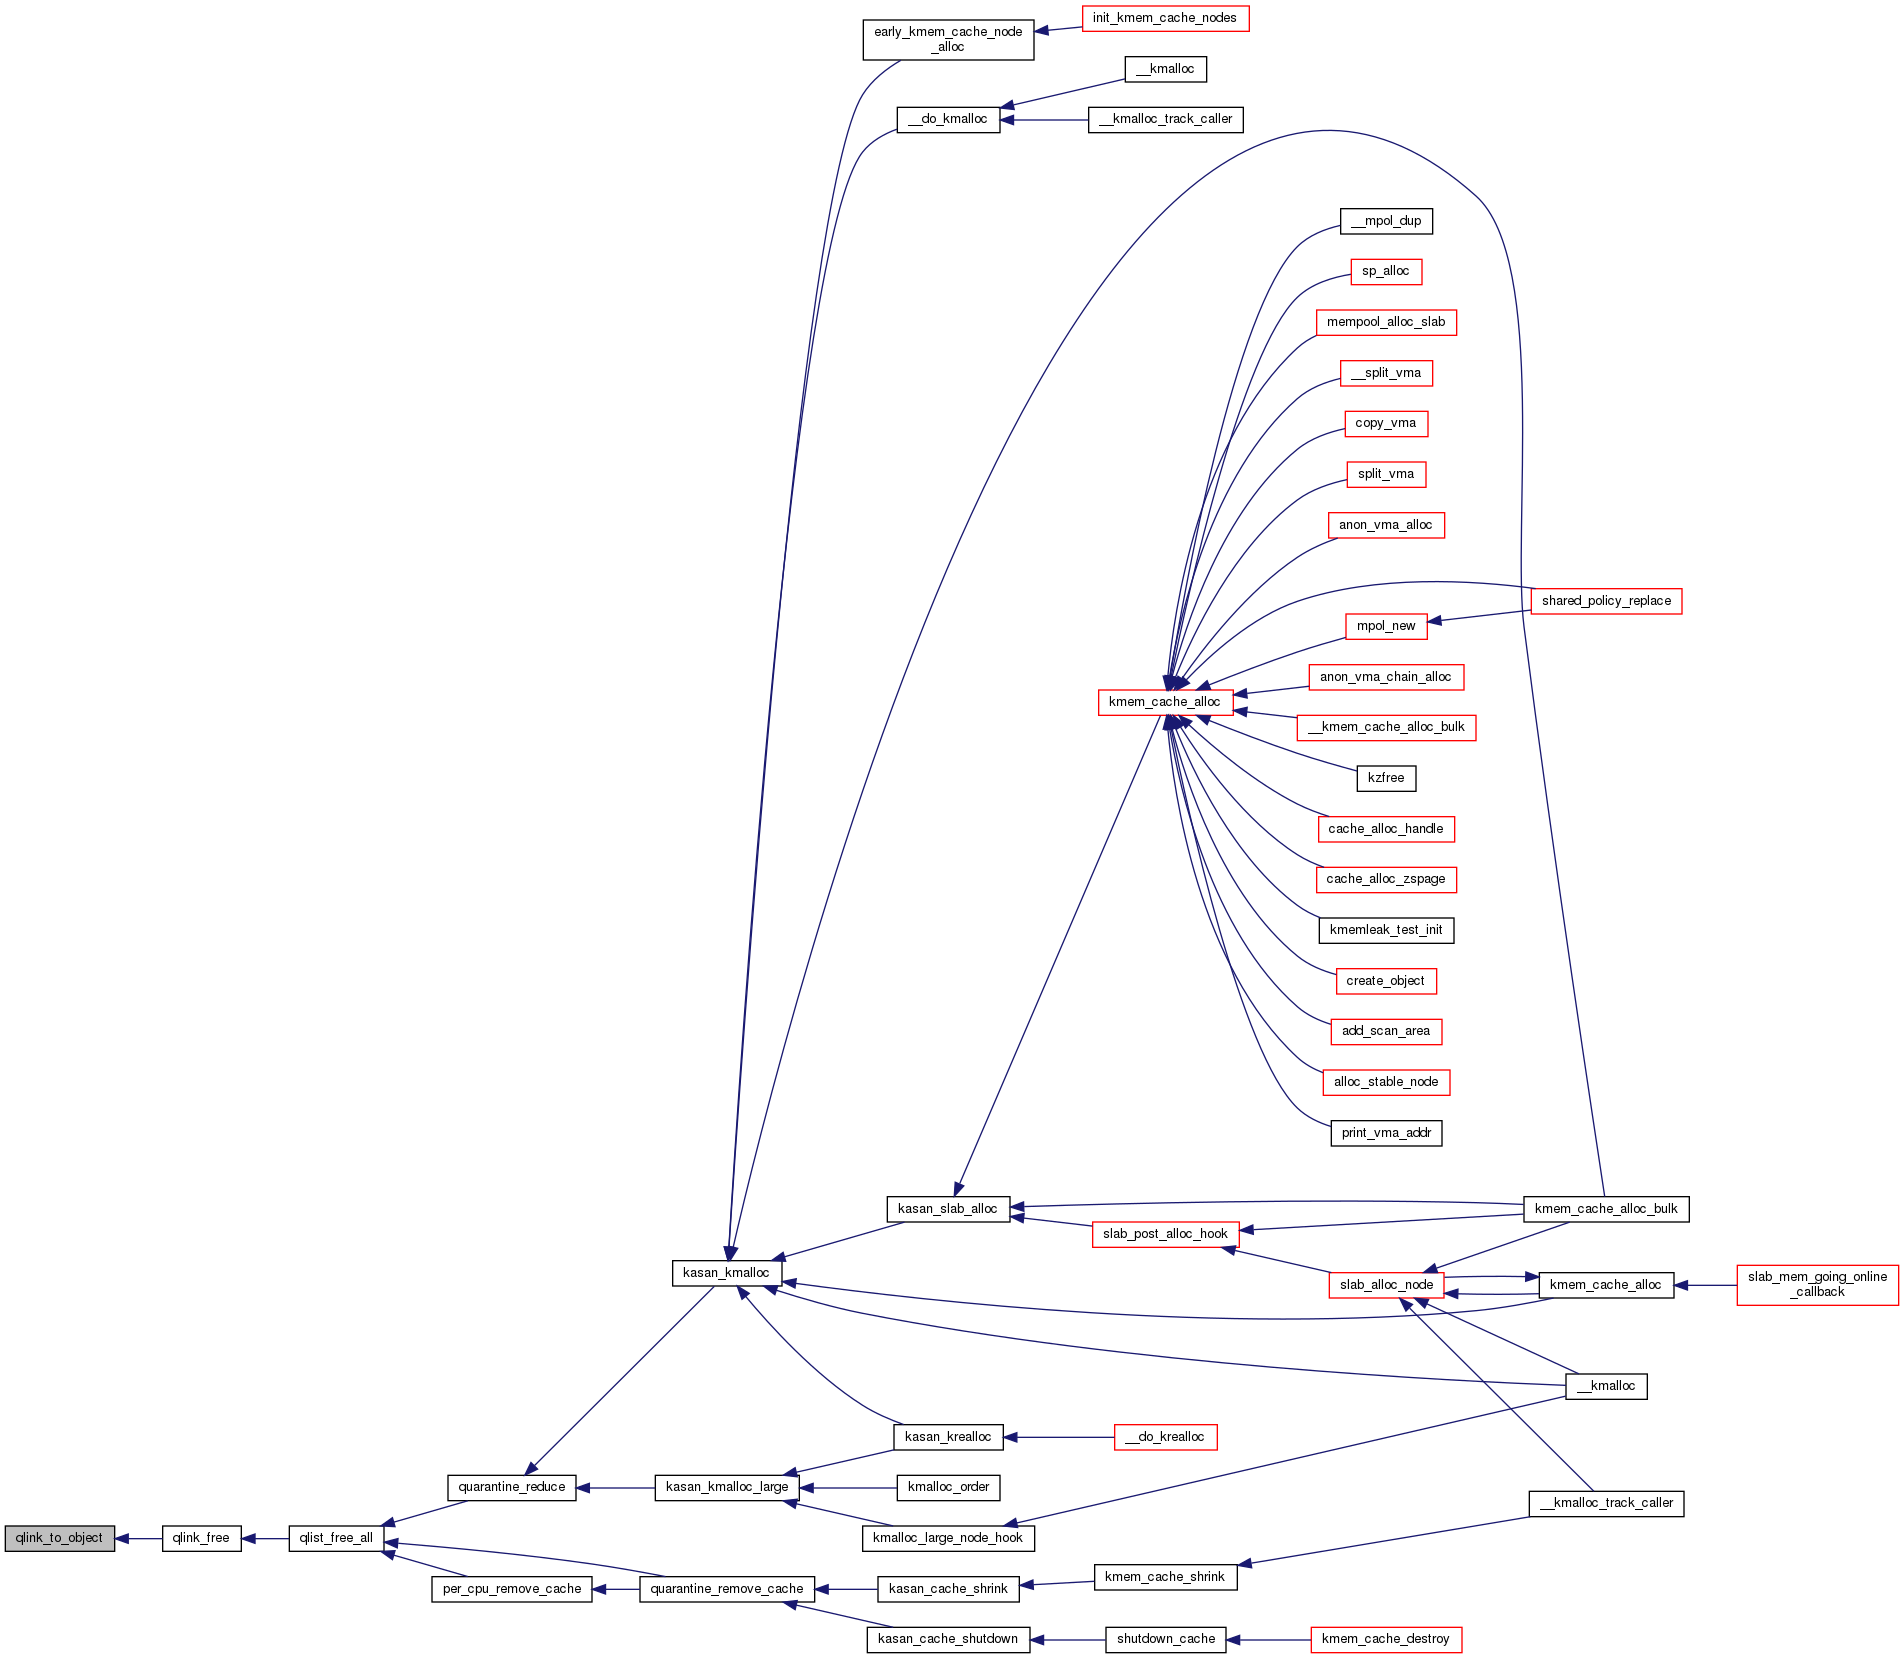 init_kmem_cache_nodes
early_kmem_cache_node
_alloc
__kmalloc
__do_kmalloc
__kmalloc_track_caller
__mpol_dup
sp_alloc
mempool_alloc_slab
__split_vma
copy_vma
split_vma
anon_vma_alloc
shared_policy_replace
mpol_new
anon_vma_chain_alloc
kmem_cache_alloc
__kmem_cache_alloc_bulk
kzfree
cache_alloc_handle
cache_alloc_zspage
kmemleak_test_init
create_object
add_scan_area
alloc_stable_node
print_vma_addr
kasan_slab_alloc
kmem_cache_alloc_bulk
slab_post_alloc_hook
kasan_kmalloc
slab_alloc_node
kmem_cache_alloc
slab_mem_going_online
_callback
__kmalloc
kasan_krealloc
__do_krealloc
quarantine_reduce
kasan_kmalloc_large
kmalloc_order
__kmalloc_track_caller
qlink_to_object
qlink_free
qlist_free_all
kmalloc_large_node_hook
per_cpu_remove_cache
quarantine_remove_cache
kasan_cache_shrink
kmem_cache_shrink
kasan_cache_shutdown
shutdown_cache
kmem_cache_destroy